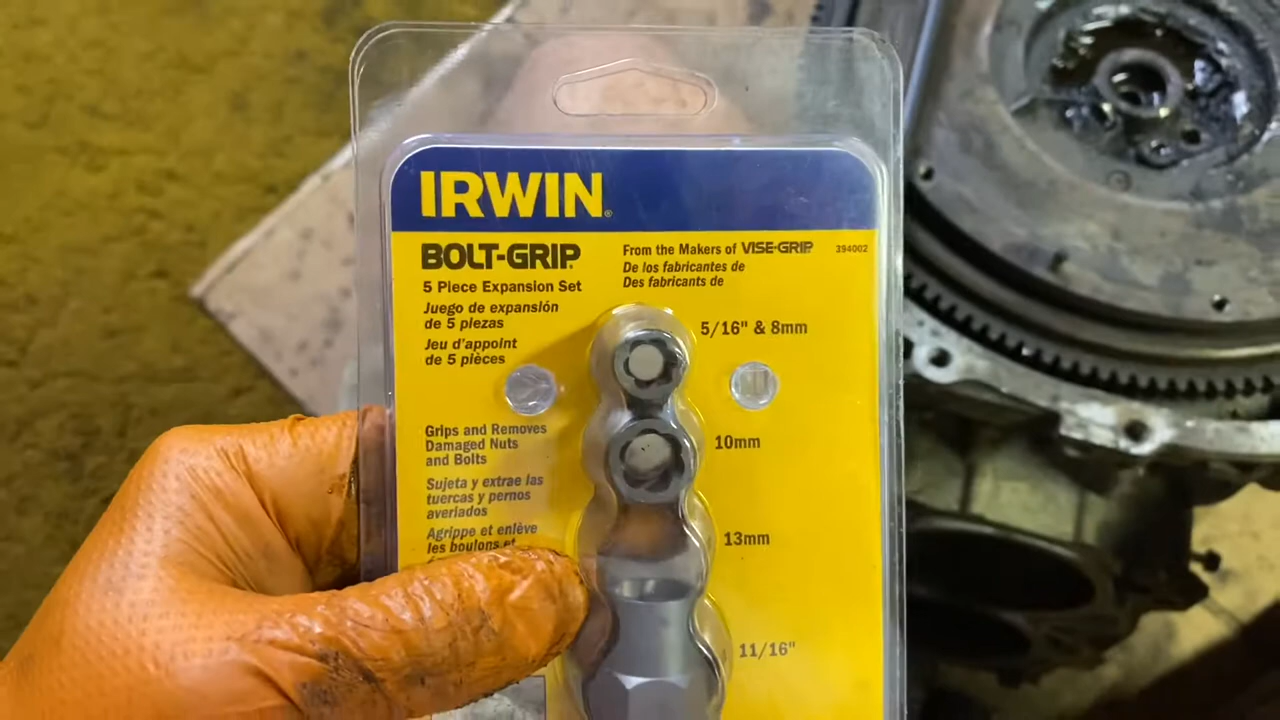 IRWIN®
BOLT-GRIP®
5 Piece Expansion Set
Juego de expansión
de 5 piezas
Jeu d'appoint
de 5 pièces
From the Makers of VISE-GRIP®
394002
De los fabricantes de
Des fabricants de
5/16" & 8mm
Grips and Removes
Damaged Nuts
and Bolts
10mm
Sujeta y extrae las
tuercas y pernos
averiados
Agrippe et enlève
les boulons et
13mm
11/16"